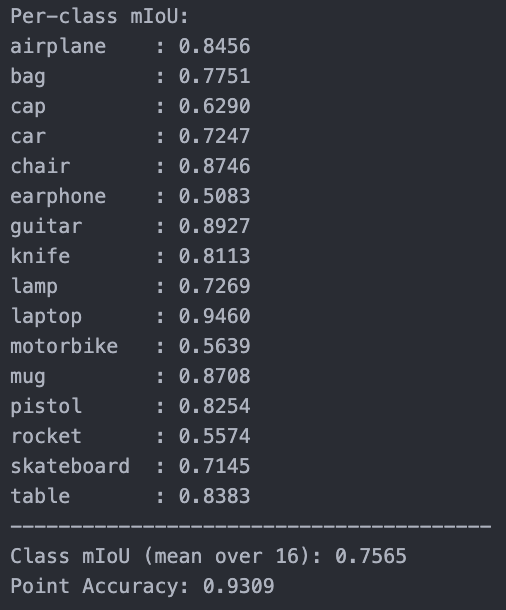 Per-class mIoU:
airplane    : 0.8456
bag         : 0.7751
cap         : 0.6290
car         : 0.7247
chair       : 0.8746
earphone    : 0.5083
guitar      : 0.8927
knife       : 0.8113
lamp        : 0.7269
laptop      : 0.9460
motorbike   : 0.5639
mug         : 0.8708
pistol      : 0.8254
rocket      : 0.5574
skateboard  : 0.7145
table       : 0.8383
----------------------------------------
Class mIoU (mean over 16): 0.7565
Point Accuracy: 0.9309